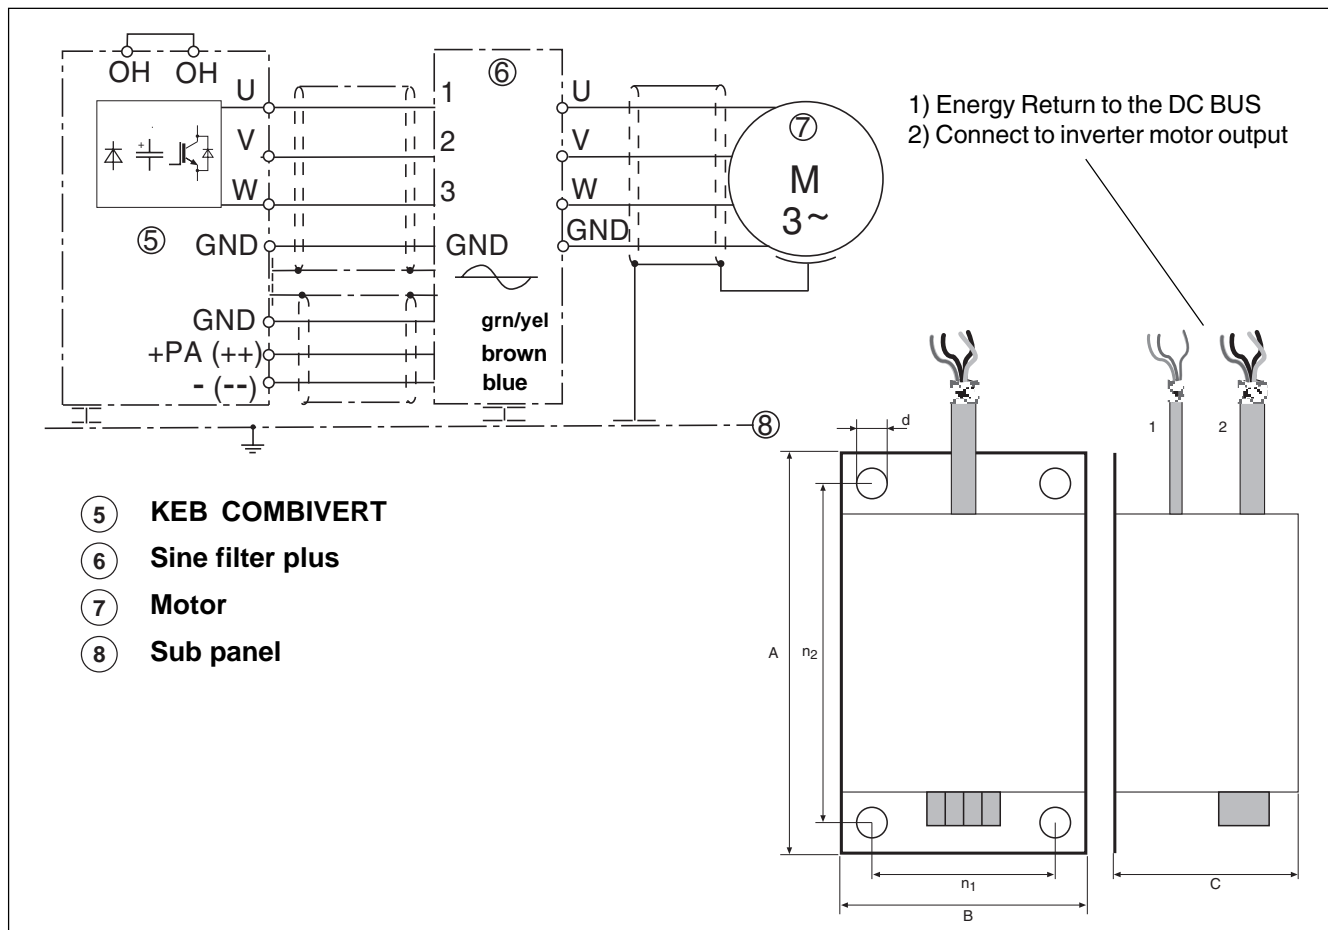 OH OH
U 1 ⑥ U
V 2 V
W 3 W
⑦
M
3~
⑤ GND GND GND
GND grn/yel
+PA (++) brown
- (--) blue
⑧
1) Energy Return to the DC BUS
2) Connect to inverter motor output
⑤ KEB COMBIVERT
⑥ Sine filter plus
⑦ Motor
⑧ Sub panel
d
1 2
A n2
n1
B
C
+